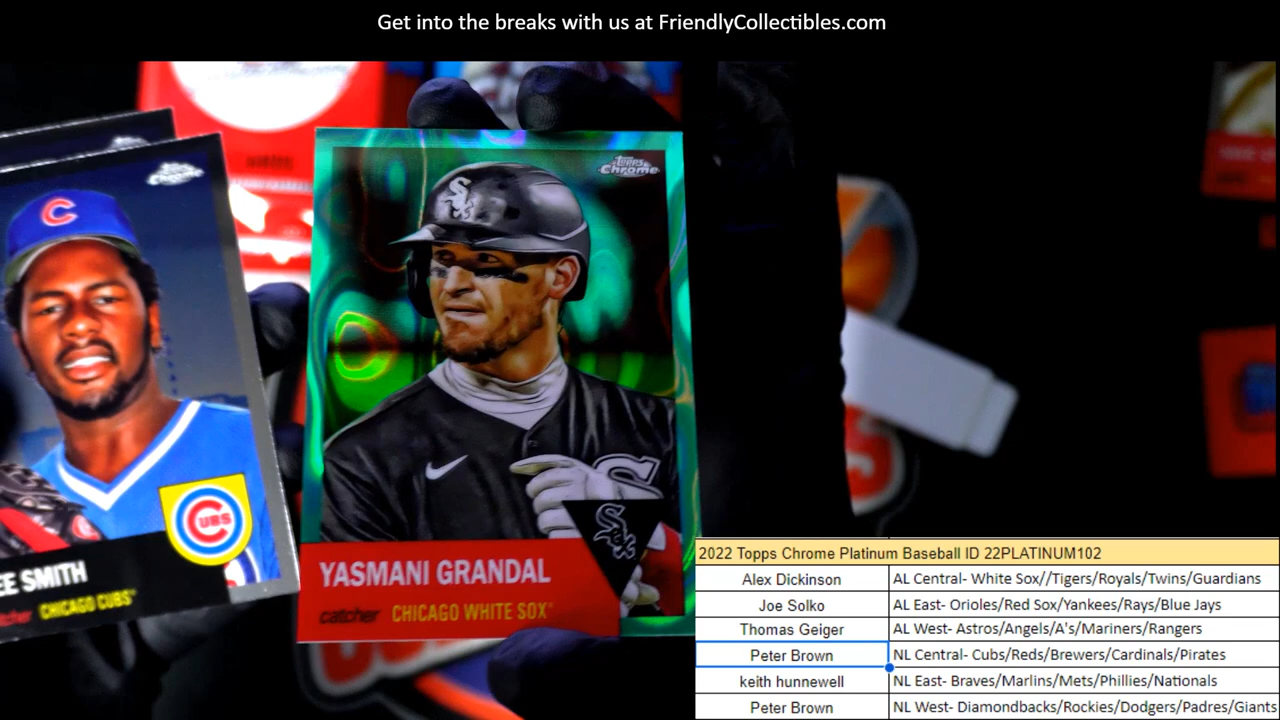 Get into the breaks with us at FriendlyCollectibles.com
Topps
Chrome
C
CUBS
EE SMITH
CHICAGO CUBS
Sox
YASMANI GRANDAL
catcher CHICAGO WHITE SOX
2022 Topps Chrome Platinum Baseball ID 22PLATINUM102
Alex Dickinson AL Central- White Sox//Tigers/Royals/Twins/Guardians
Joe Solko AL East- Orioles/Red Sox/Yankees/Rays/Blue Jays
Thomas Geiger AL West- Astros/Angels/A's/Mariners/Rangers
Peter Brown NL Central- Cubs/Reds/Brewers/Cardinals/Pirates
keith hunnewell NL East- Braves/Marlins/Mets/Phillies/Nationals
Peter Brown NL West- Diamondbacks/Rockies/Dodgers/Padres/Giants